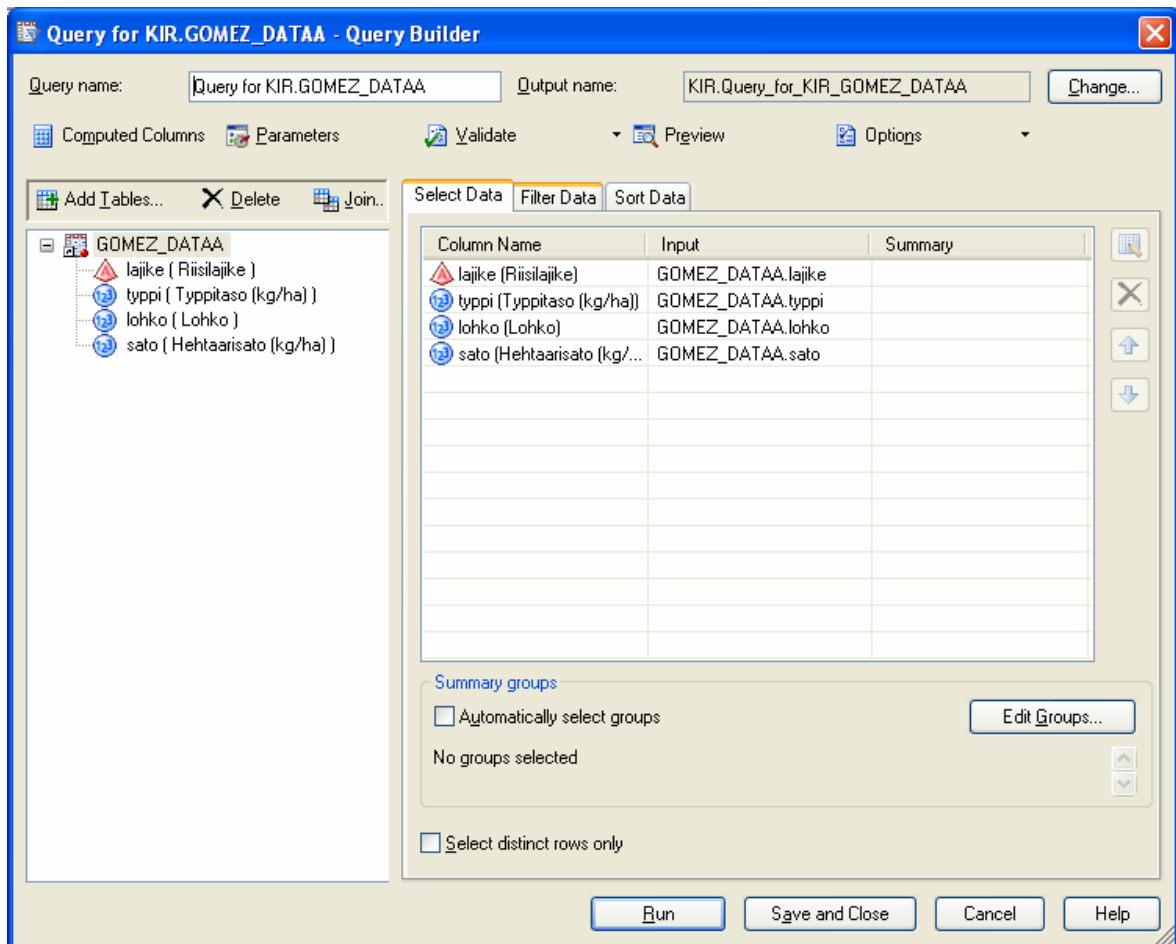 Query for KIR.GOMEZ_DATAA - Query Builder
Query name: Query for KIR.GOMEZ_DATAA Output name: KIR.Query_for_KIR_GOMEZ_DATAA Change...
Computed Columns Parameters Validate Preview Options
Add Tables... Delete Join..
GOMEZ_DATAA
lajike ( Riisilajike )
typpi ( Typpitaso (kg/ha) )
lohko ( Lohko )
sato ( Hehtaarisato (kg/ha) )
Select Data Filter Data Sort Data
Column Name Input Summary
lajike (Riisilajike) GOMEZ_DATAA.lajike
typpi (Typpitaso (kg/ha)) GOMEZ_DATAA.typpi
lohko (Lohko) GOMEZ_DATAA.lohko
sato (Hehtaarisato (kg/... GOMEZ_DATAA.sato
Summary groups
Automatically select groups Edit Groups...
No groups selected
Select distinct rows only
Run Save and Close Cancel Help